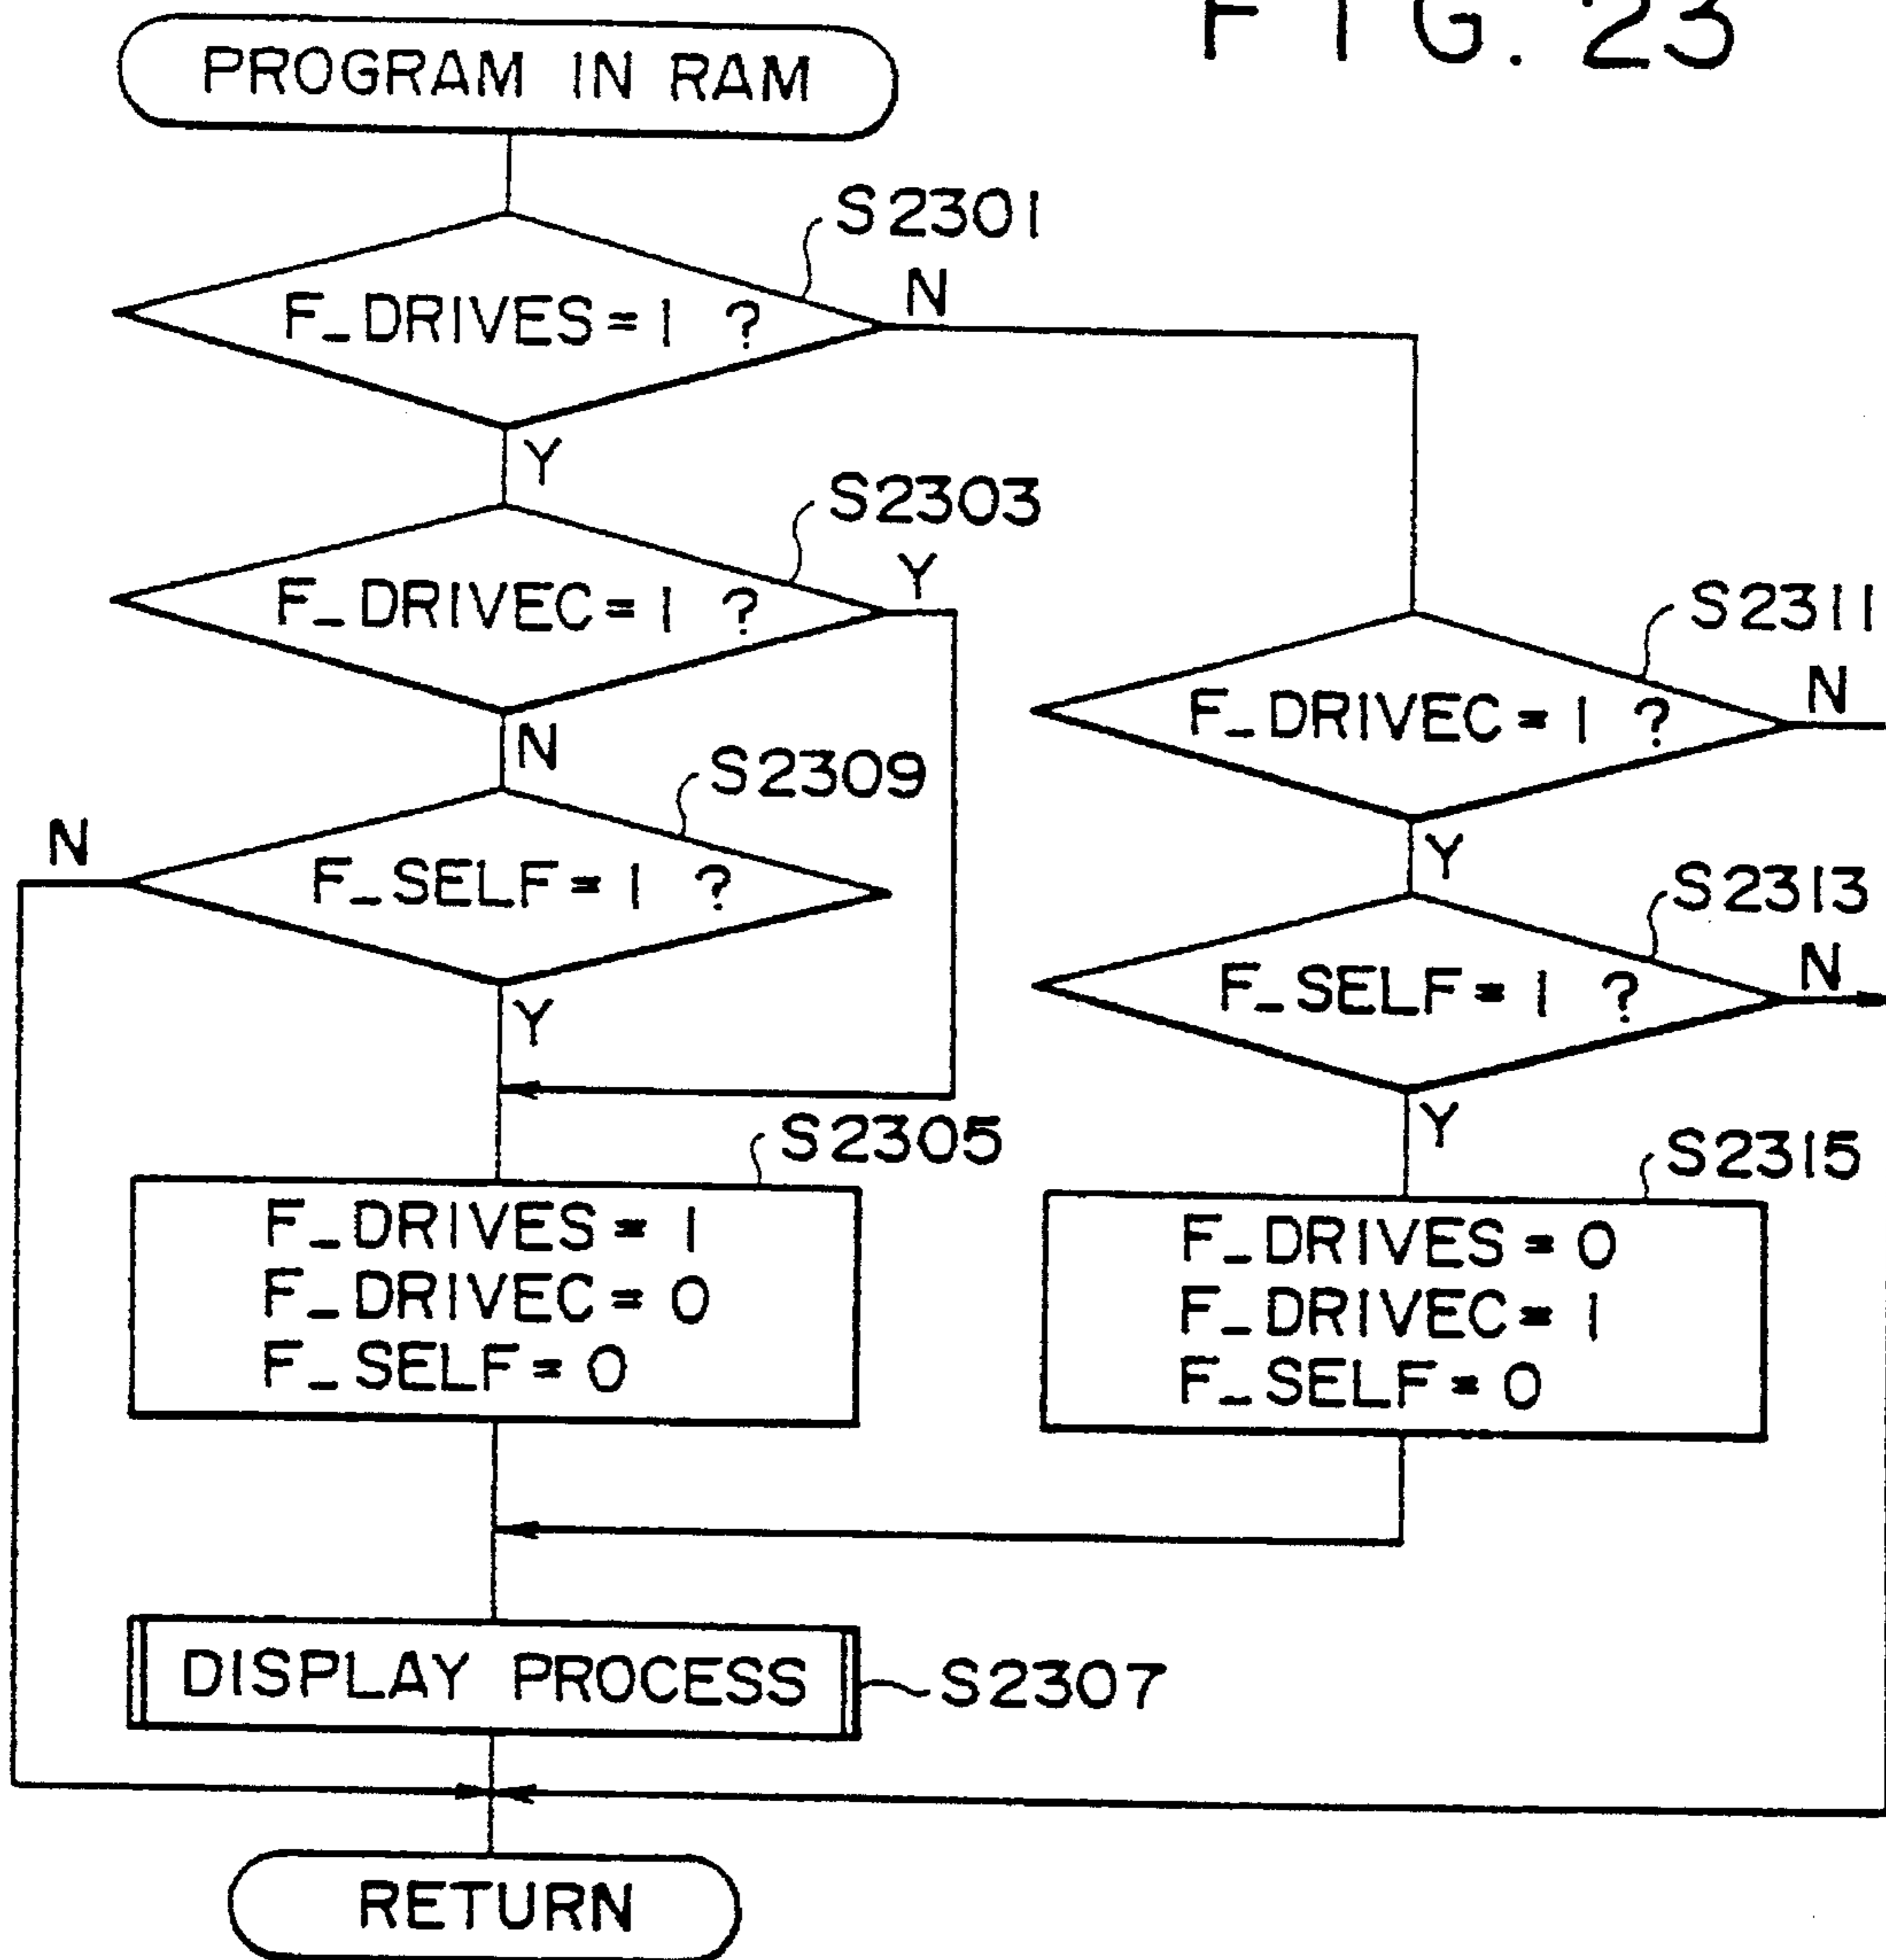 FIG. 23
PROGRAM IN RAM
S2301
F_DRIVES=1 ?
N
Y
S2303
F_DRIVEC=1 ?
Y
N
S2309
F_SELF=1 ?
N
Y
S2311
F_DRIVEC=1 ?
N
Y
S2313
F_SELF=1 ?
N
Y
S2305
F_DRIVES=1
F_DRIVEC=0
F_SELF=0
S2315
F_DRIVES=0
F_DRIVEC=1
F_SELF=0
DISPLAY PROCESS
S2307
RETURN